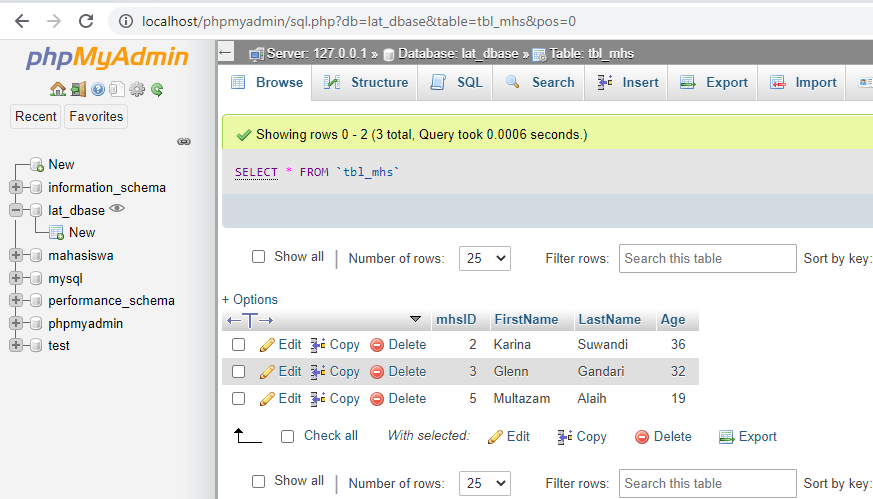 localhost/phpmyadmin/sql.php?db=lat_dbase&table=tbl_mhs&pos=0
phpMyAdmin
Recent Favorites
New
information_schema
lat_dbase
New
mahasiswa
mysql
performance_schema
phpmyadmin
test
Server: 127.0.0.1 » Database: lat_dbase » Table: tbl_mhs
Browse Structure SQL Search Insert Export Import
Showing rows 0 - 2 (3 total, Query took 0.0006 seconds.)
SELECT * FROM `tbl_mhs`
Show all | Number of rows: 25 Filter rows: Search this table Sort by key:
+ Options
←T→ mhsID FirstName LastName Age
Edit Copy Delete 2 Karina Suwandi 36
Edit Copy Delete 3 Glenn Gandari 32
Edit Copy Delete 5 Multazam Alaih 19
Check all With selected: Edit Copy Delete Export
Show all | Number of rows: 25 Filter rows: Search this table Sort by key: